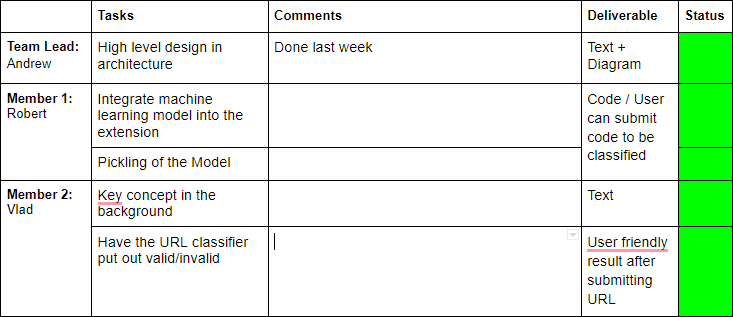 Tasks Comments Deliverable Status
Team Lead: High level design in Done last week Text +
Andrew architecture Diagram
Member 1: Integrate machine Code / User
Robert learning model into the can submit
extension code to be
classified
Pickling of the Model
Member 2: Key concept in the Text
Vlad background
Have the URL classifier User friendly
put out valid/invalid result after
submitting
URL